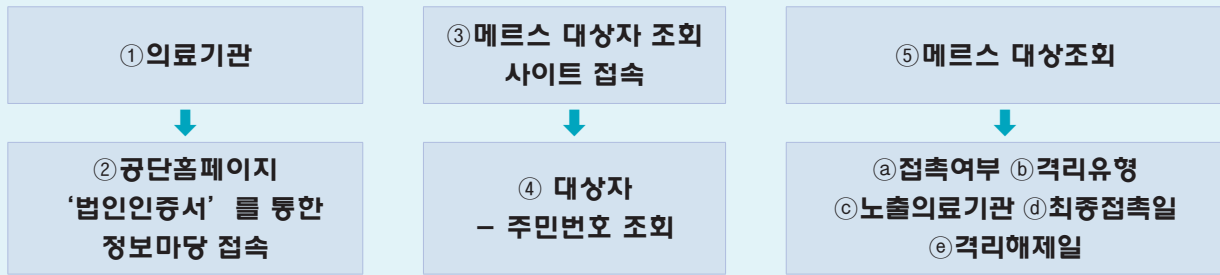 ①의료기관
②공단홈페이지
‘법인인증서’를 통한
정보마당 접속
③메르스 대상자 조회
사이트 접속
④ 대상자
– 주민번호 조회
⑤메르스 대상조회
ⓐ접촉여부 ⓑ격리유형
ⓒ노출의료기관 ⓓ최종접촉일
ⓔ격리해제일